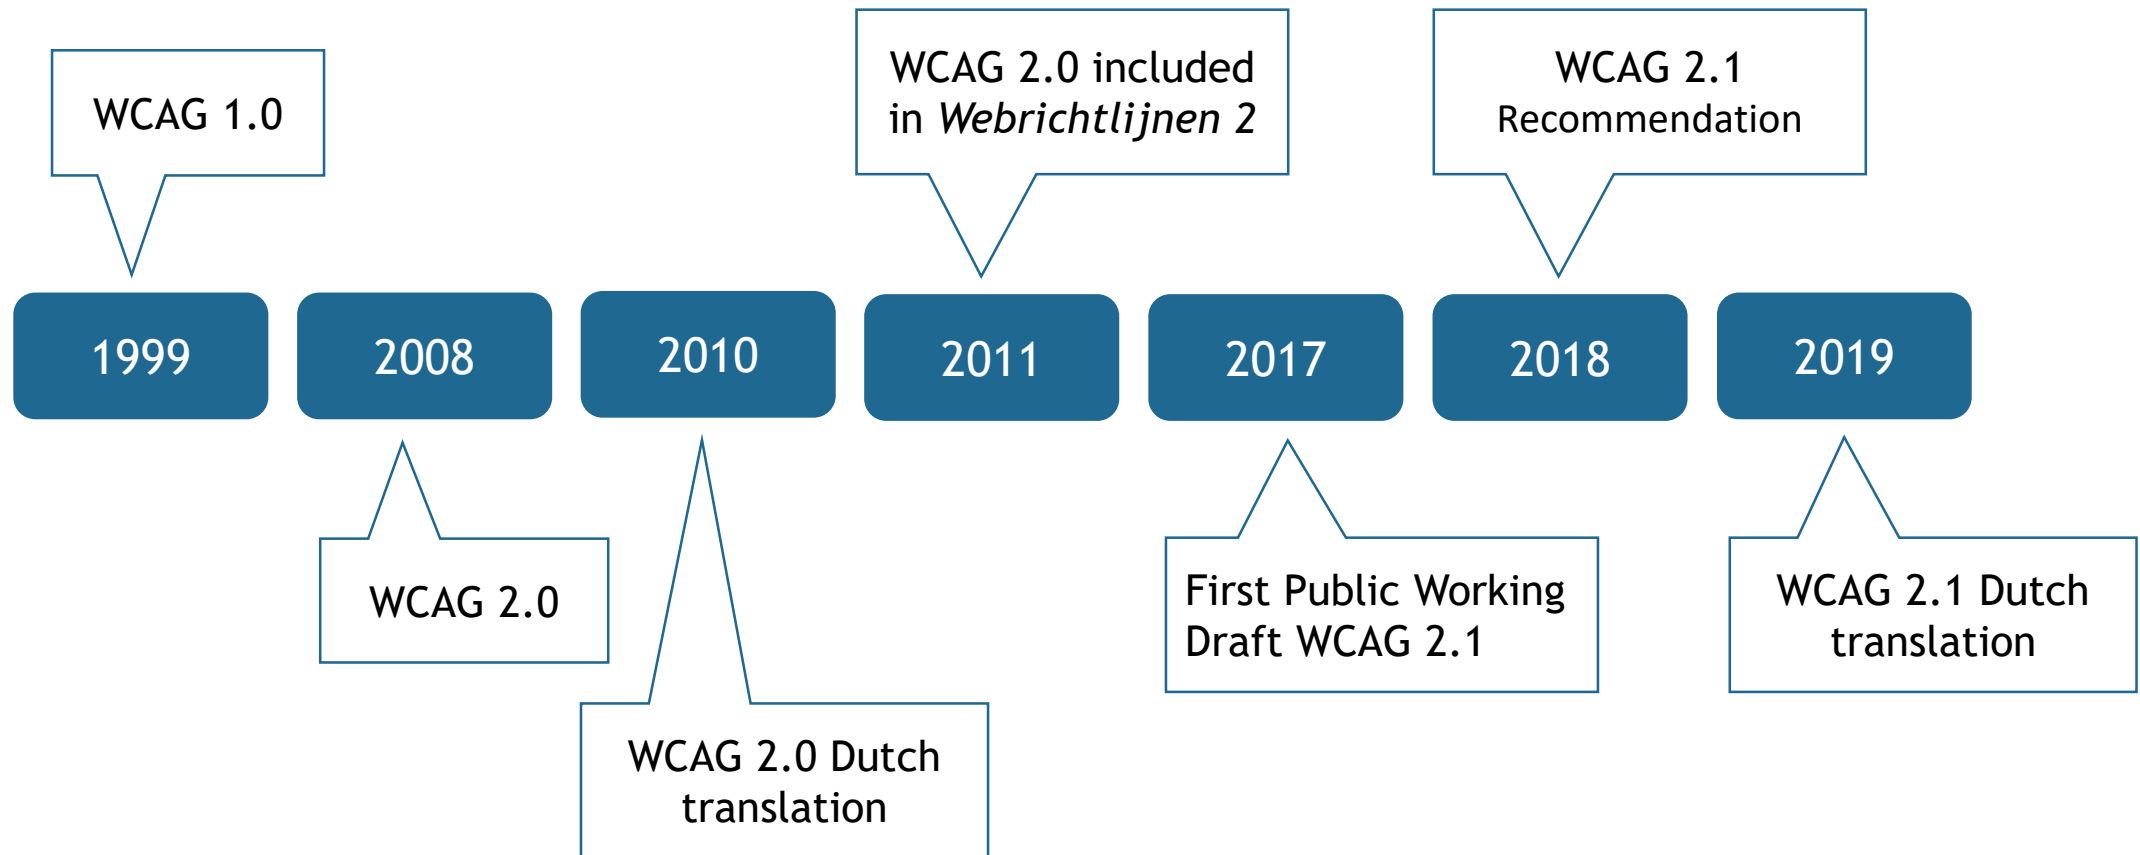 WCAG 1.0
WCAG 2.0 included
in Webrichtlijnen 2
WCAG 2.1
Recommendation
1999
2008
2010
2011
2017
2018
2019
WCAG 2.0
WCAG 2.0 Dutch
translation
First Public Working
Draft WCAG 2.1
WCAG 2.1 Dutch
translation